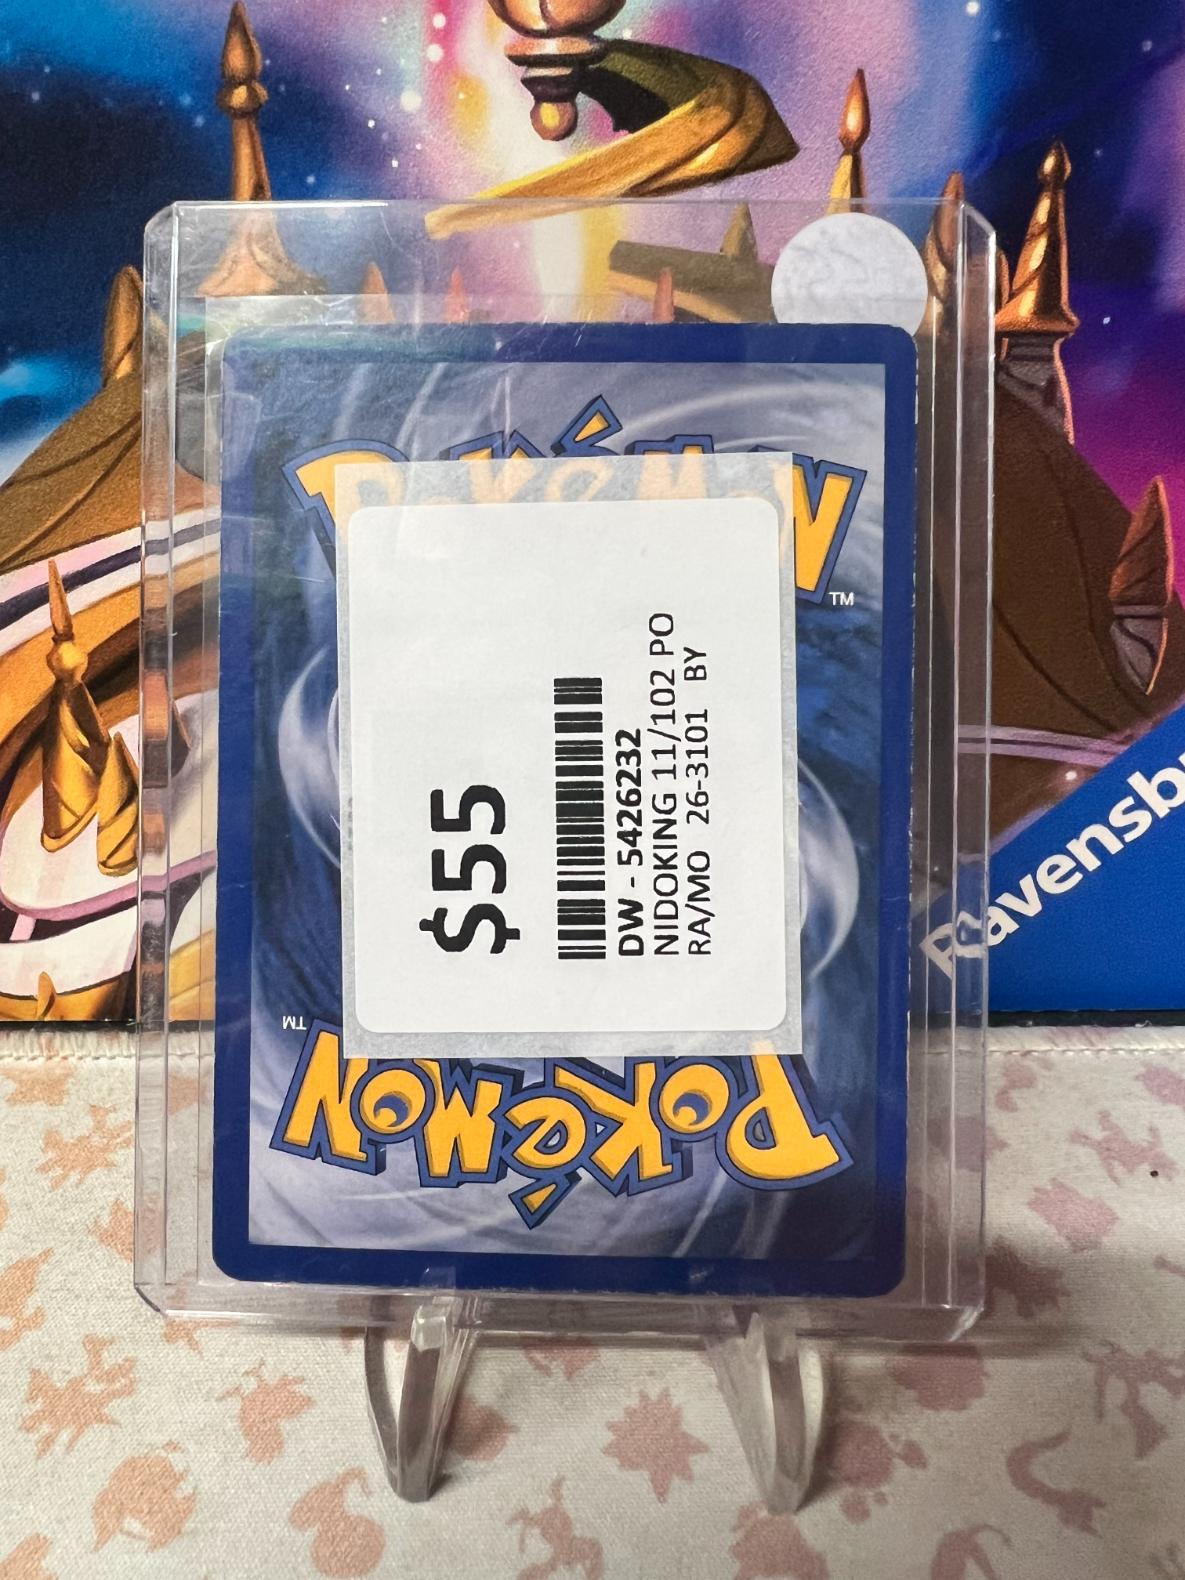 POKéMON
TM
$55
DW - 5426232
NIDOKING 11/102 PO
RA/MO 26-3101 BY
TM
POKéMON
Ravensb